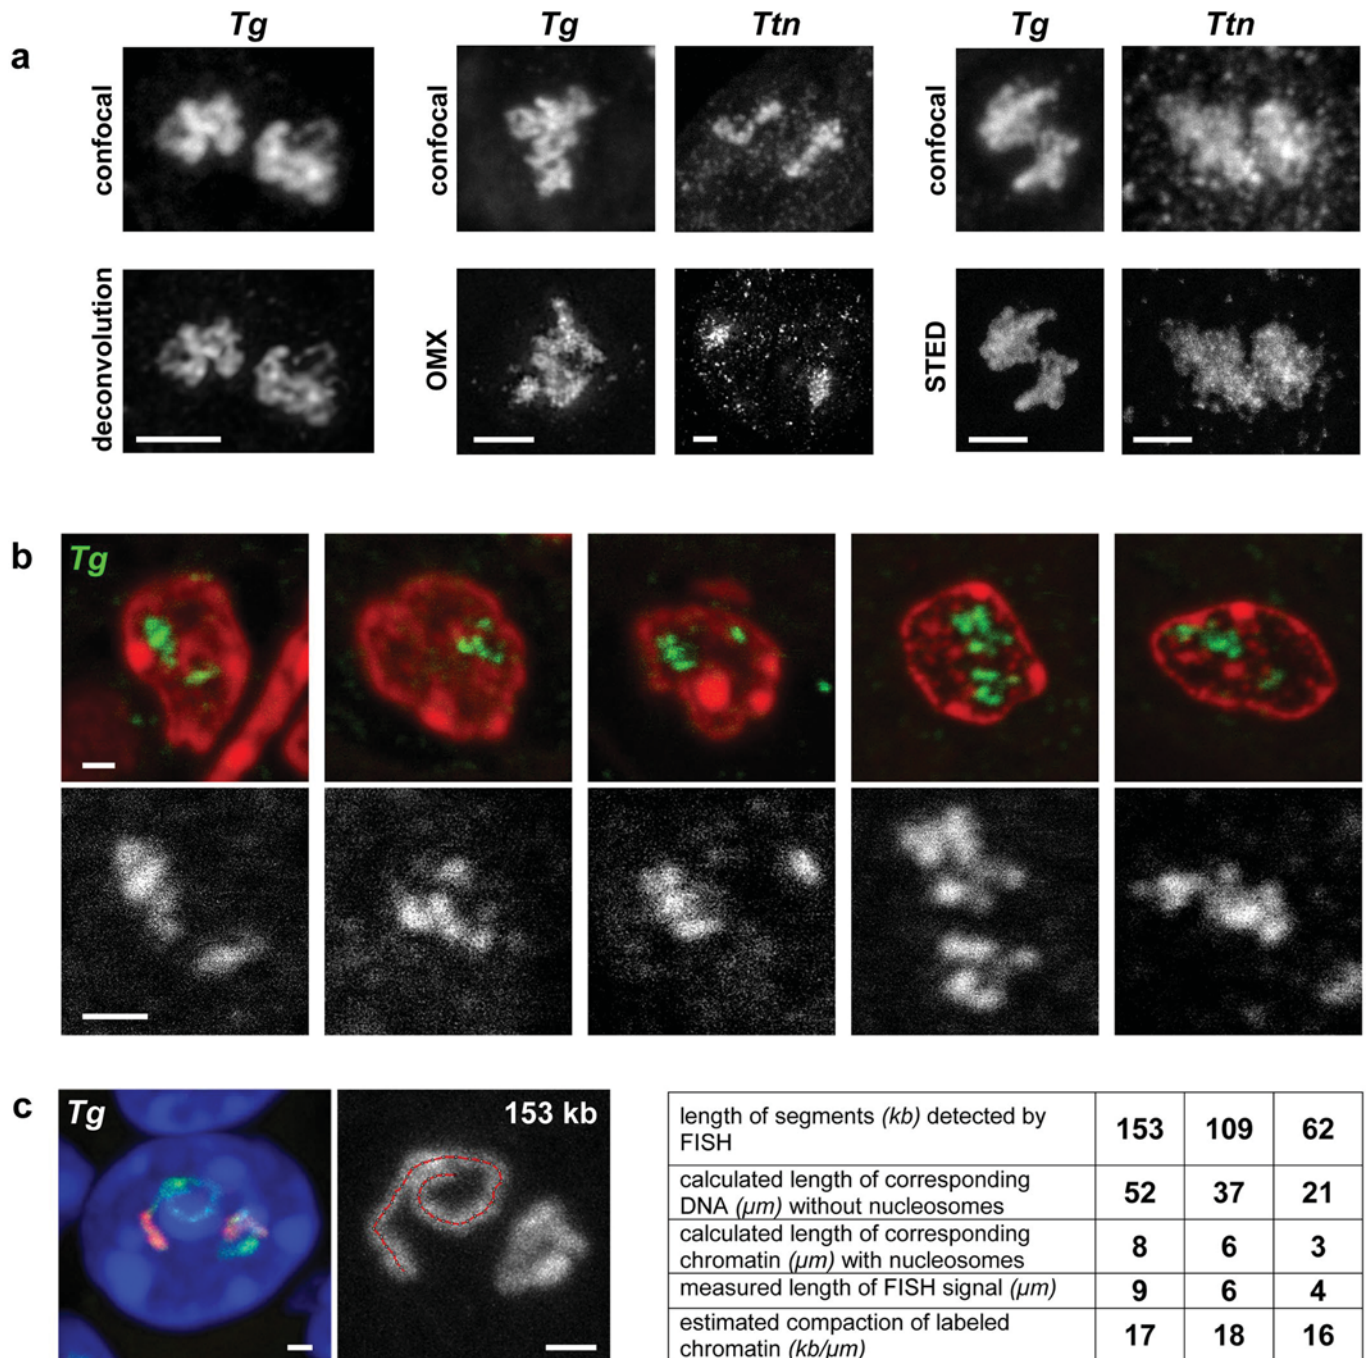 Tg Tg Ttn Tg Ttn
a
confocal confocal confocal
deconvolution OMX STED
b
Tg
c
Tg 153 kb
length of segments (kb) detected by
FISH 153 109 62
calculated length of corresponding
DNA (µm) without nucleosomes 52 37 21
calculated length of corresponding
chromatin (µm) with nucleosomes 8 6 3
measured length of FISH signal (µm) 9 6 4
estimated compaction of labeled
chromatin (kb/µm) 17 18 16